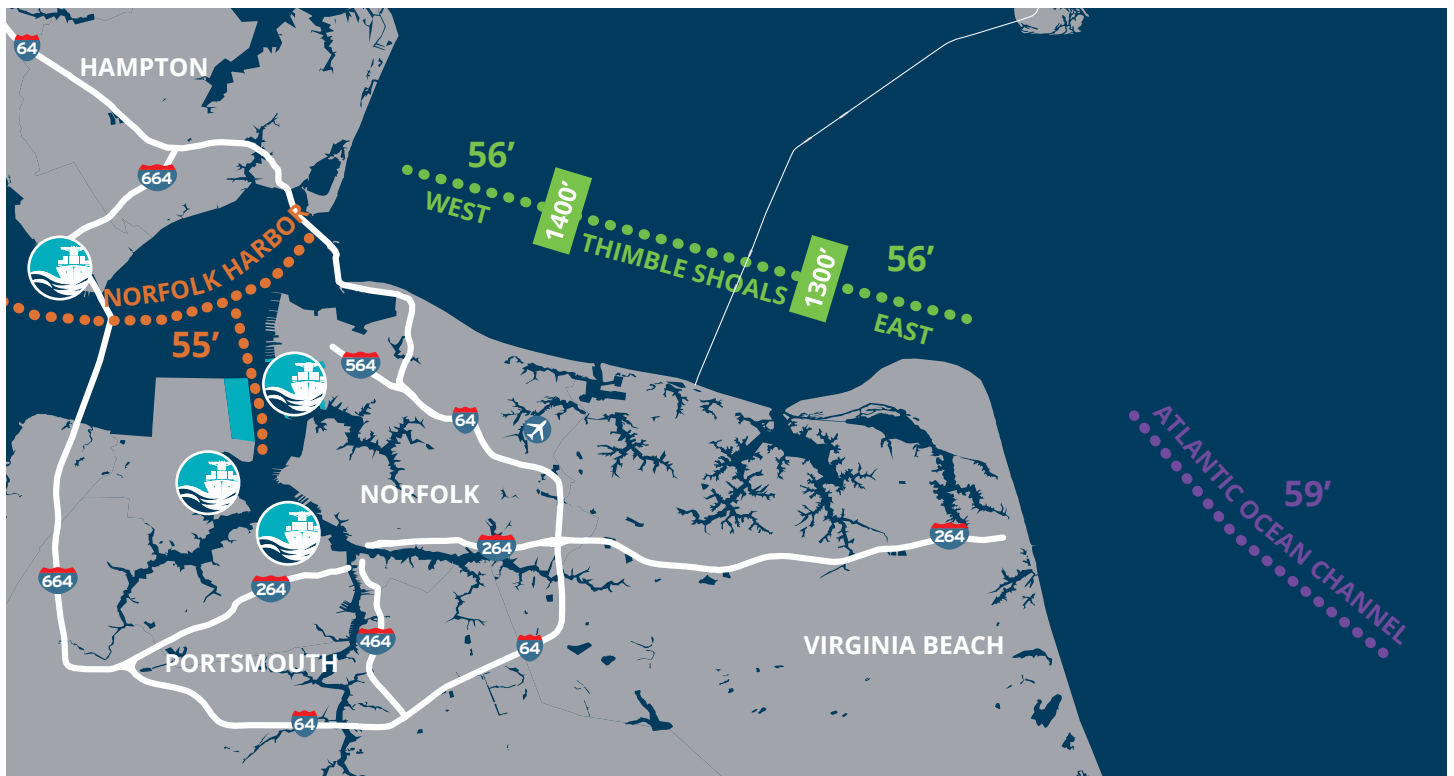 64
HAMPTON
664
NORFOLK HARBOR
55’
56’
WEST
1400’
THIMBLE SHOALS
1300’
56’
EAST
564
64
NORFOLK
264
264
ATLANTIC OCEAN CHANNEL
59’
664
264
464
64
PORTSMOUTH
VIRGINIA BEACH
64